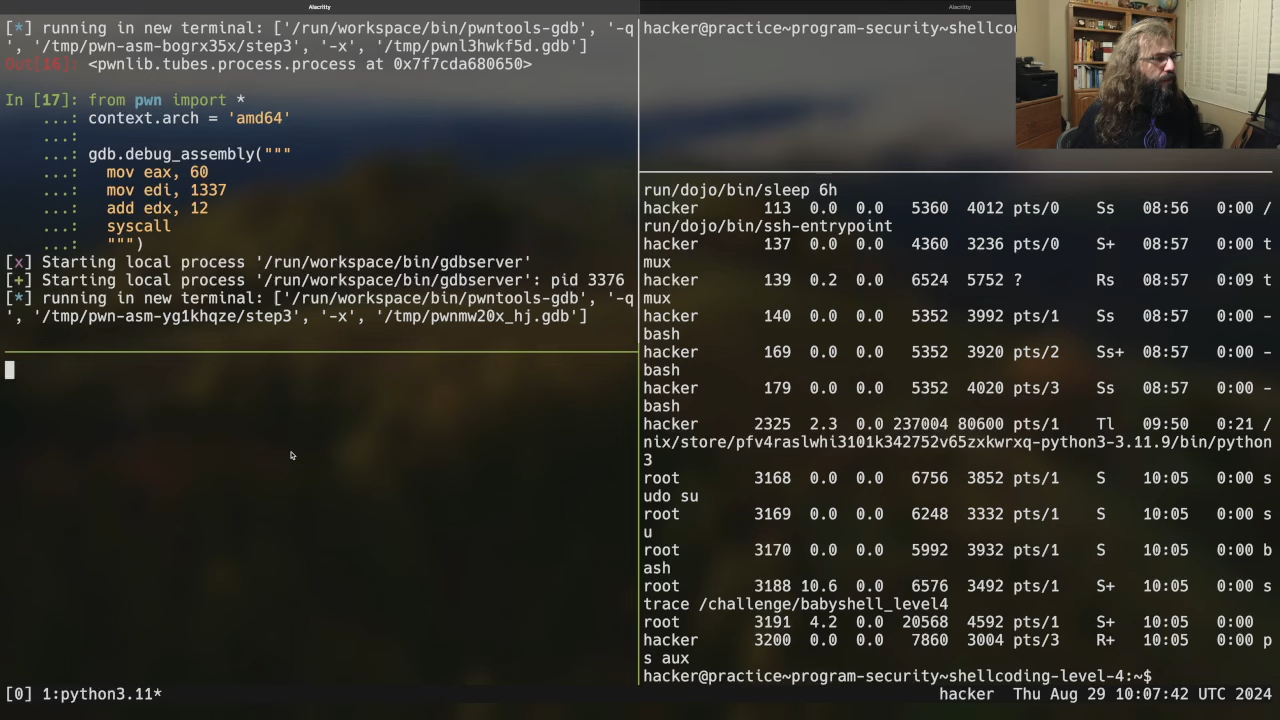 Alacritty
Alacritty
[*] running in new terminal: ['/run/workspace/bin/pwntools-gdb', '-q
', '/tmp/pwn-asm-bogrx35x/step3', '-x', '/tmp/pwnl3hwkf5d.gdb']
Out[16]: <pwnlib.tubes.process.process at 0x7f7cda680650>
In [17]: from pwn import *
...: context.arch = 'amd64'
...:
...: gdb.debug_assembly("""
...: mov eax, 60
...: mov edi, 1337
...: add edx, 12
...: syscall
...: """)
[x] Starting local process '/run/workspace/bin/gdbserver'
[+] Starting local process '/run/workspace/bin/gdbserver': pid 3376
[*] running in new terminal: ['/run/workspace/bin/pwntools-gdb', '-q
', '/tmp/pwn-asm-yg1khqze/step3', '-x', '/tmp/pwnmw20x_hj.gdb']
hacker@practice~program-security~shellco
run/dojo/bin/sleep 6h
hacker 113 0.0 0.0 5360 4012 pts/0 Ss 08:56 0:00 /
run/dojo/bin/ssh-entrypoint
hacker 137 0.0 0.0 4360 3236 pts/0 S+ 08:57 0:00 t
mux
hacker 139 0.2 0.0 6524 5752 ? Rs 08:57 0:09 t
mux
hacker 140 0.0 0.0 5352 3992 pts/1 Ss 08:57 0:00 -
bash
hacker 169 0.0 0.0 5352 3920 pts/2 Ss+ 08:57 0:00 -
bash
hacker 179 0.0 0.0 5352 4020 pts/3 Ss 08:57 0:00 -
bash
hacker 2325 2.3 0.0 237004 80600 pts/1 Tl 09:50 0:21 /
nix/store/pfv4raslwhi3101k342752v65zxkwrxq-python3-3.11.9/bin/python
3
root 3168 0.0 0.0 6756 3852 pts/1 S 10:05 0:00 s
udo su
root 3169 0.0 0.0 6248 3332 pts/1 S 10:05 0:00 s
u
root 3170 0.0 0.0 5992 3932 pts/1 S 10:05 0:00 b
ash
root 3188 10.6 0.0 6576 3492 pts/1 S+ 10:05 0:00 s
trace /challenge/babyshell_level4
root 3191 4.2 0.0 20568 4592 pts/1 S+ 10:05 0:00
hacker 3200 0.0 0.0 7860 3004 pts/3 R+ 10:05 0:00 p
s aux
hacker@practice~program-security~shellcoding-level-4:~$
[0] 1:python3.11*
hacker Thu Aug 29 10:07:42 UTC 2024